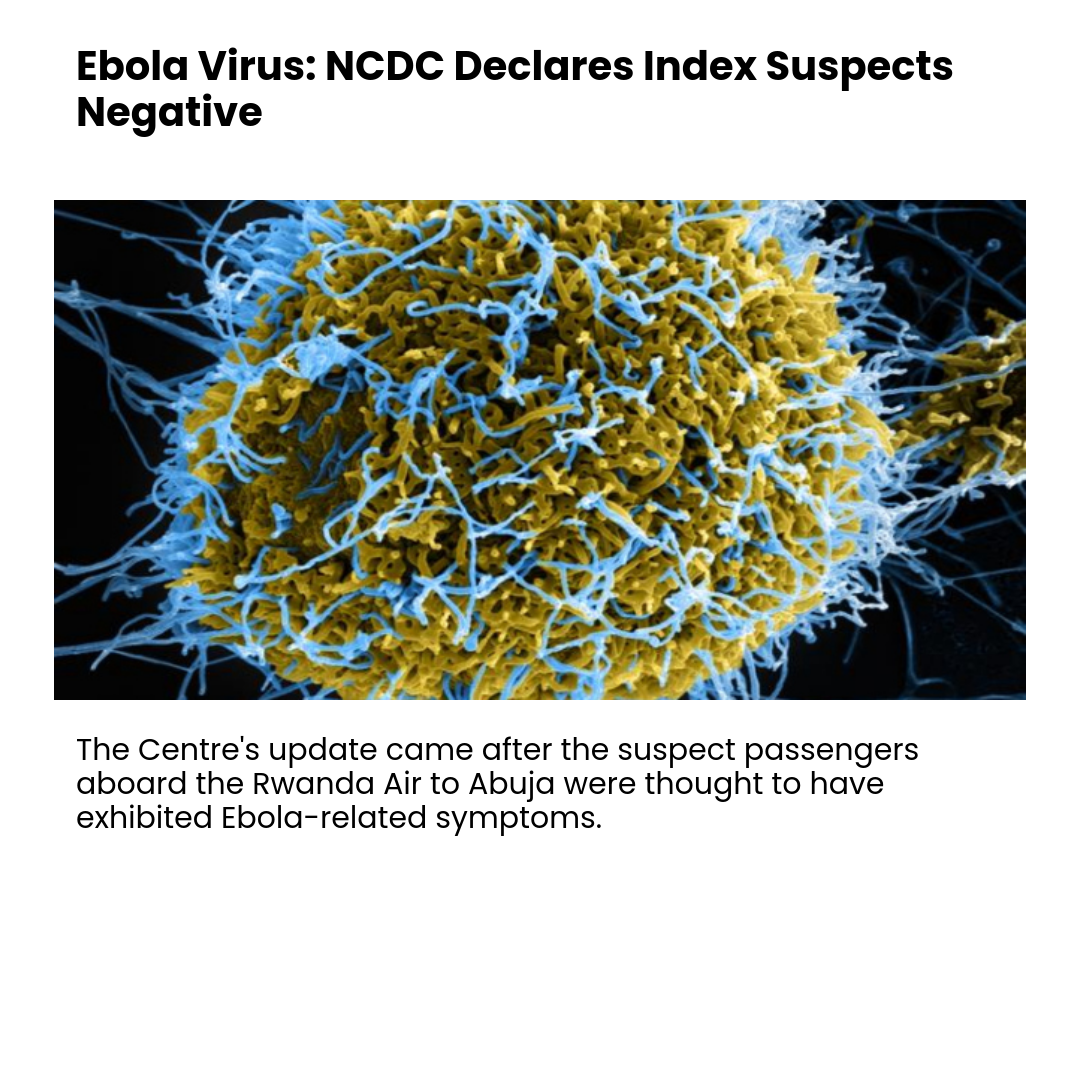 Ebola Virus: NCDC Declares Index Suspects
Negative
The Centre's update came after the suspect passengers
aboard the Rwanda Air to Abuja were thought to have
exhibited Ebola-related symptoms.